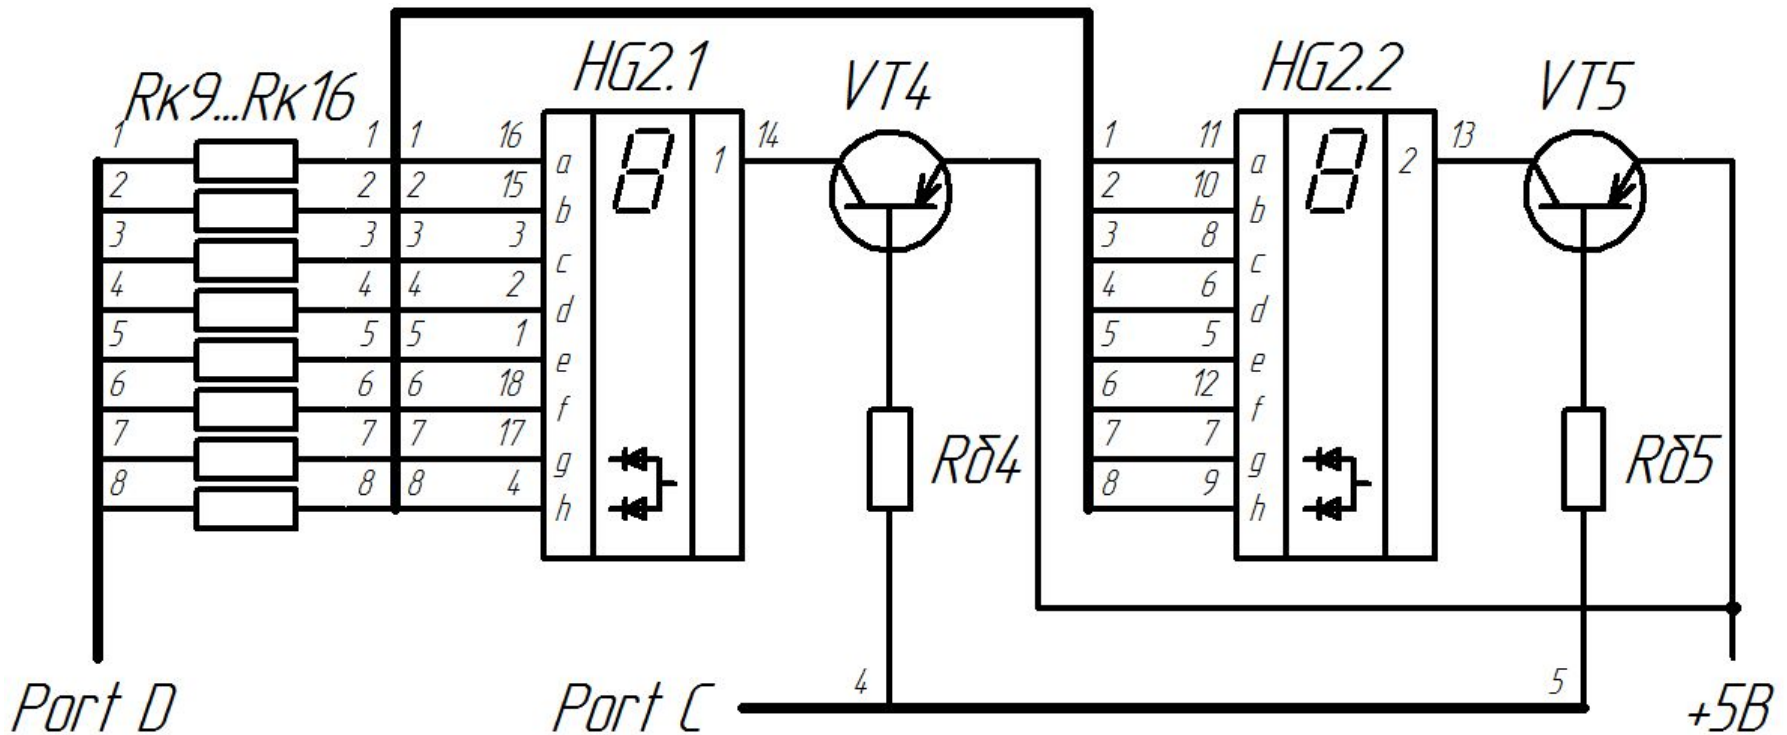 HG2.1 VT4 HG2.2 VT5
Rк9...Rк16
1 1 1 16 a 1 14 1 11 a 2 13
2 2 2 15 b 2 10 b
3 3 3 3 c 3 8 c
4 4 4 2 d 4 6 d
5 5 5 1 e 5 5 e
6 6 6 18 f 6 12 f
7 7 7 17 g Rδ4 7 7 g Rδ5
8 8 8 4 h 8 9 h
4 5
Port D Port C +5В